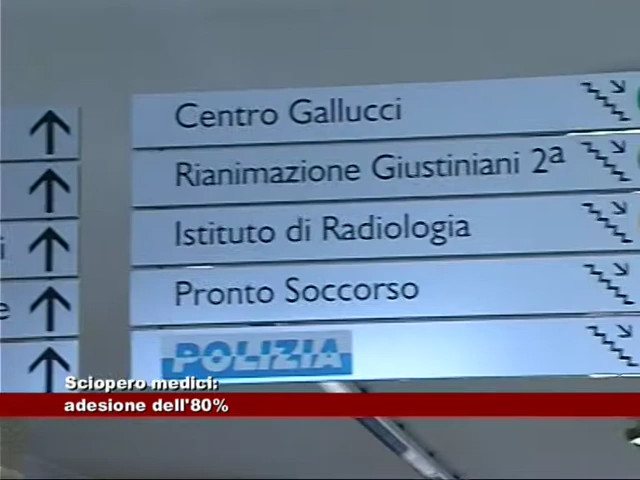 Centro Gallucci
Rianimazione Giustiniani 2ª
Istituto di Radiologia
Pronto Soccorso
POLIZIA
i
e
Sciopero medici:
adesione dell'80%